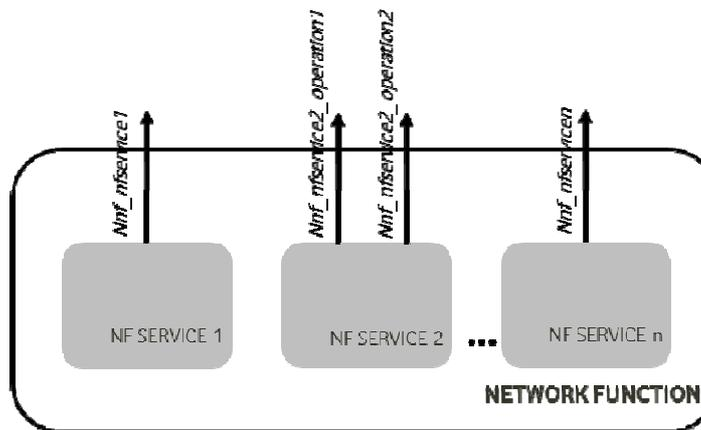 Nnf_nfservice1
Nnf_nfservice2_operation1
Nnf_nfservice2_operation2
Nnf_nfservicen
NF SERVICE 1
NF SERVICE 2
...
NF SERVICE n
NETWORK FUNCTION